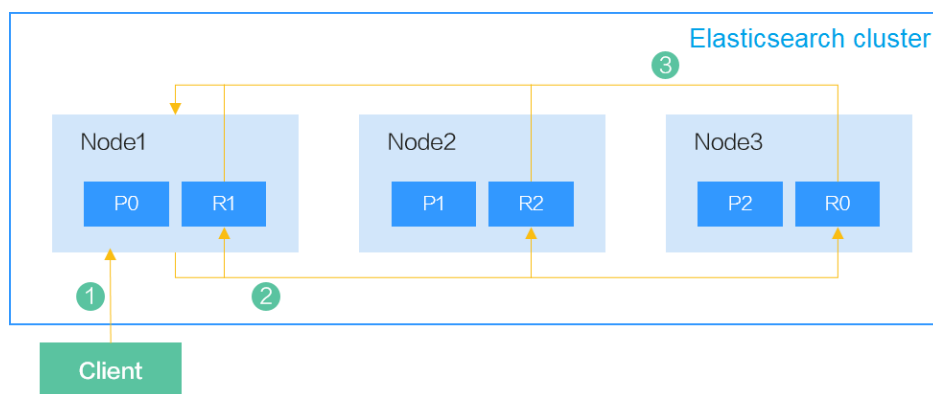 Elasticsearch cluster
3
Node1
Node2
Node3
P0
R1
P1
R2
P2
R0
1
2
Client